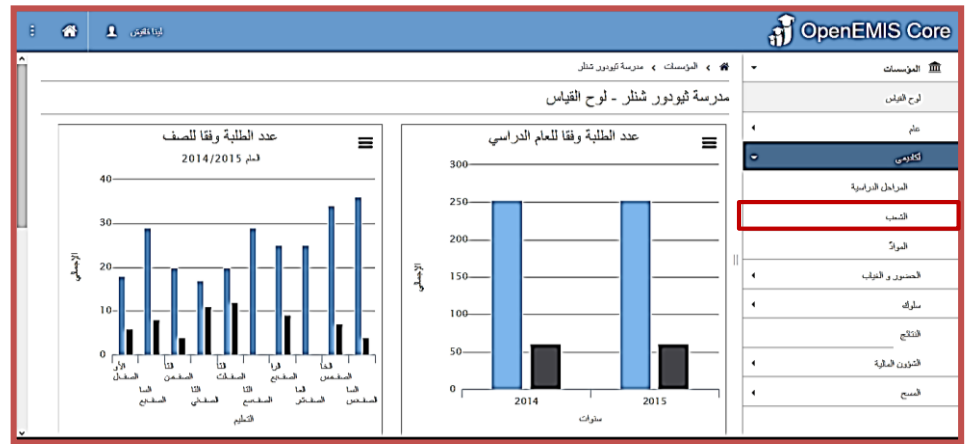 OpenEMIS Core
المؤسسات
لوح القياس
عام
أكاديمي
المراحل الدراسية
الشعب
الموادّ
الحضور و الغياب
سلوك
النتائج
الشؤون المالية
المسح
المؤسسات › مدرسة ثيودور شنلر
مدرسة ثيودور شنلر - لوح القياس
عدد الطلبة وفقا للعام الدراسي
300
250
200
150
100
50
0
الإجمالي
2014
2015
سنوات
عدد الطلبة وفقا للصف
العام 2014/2015
40
30
20
10
0
الإجمالي
التعليم